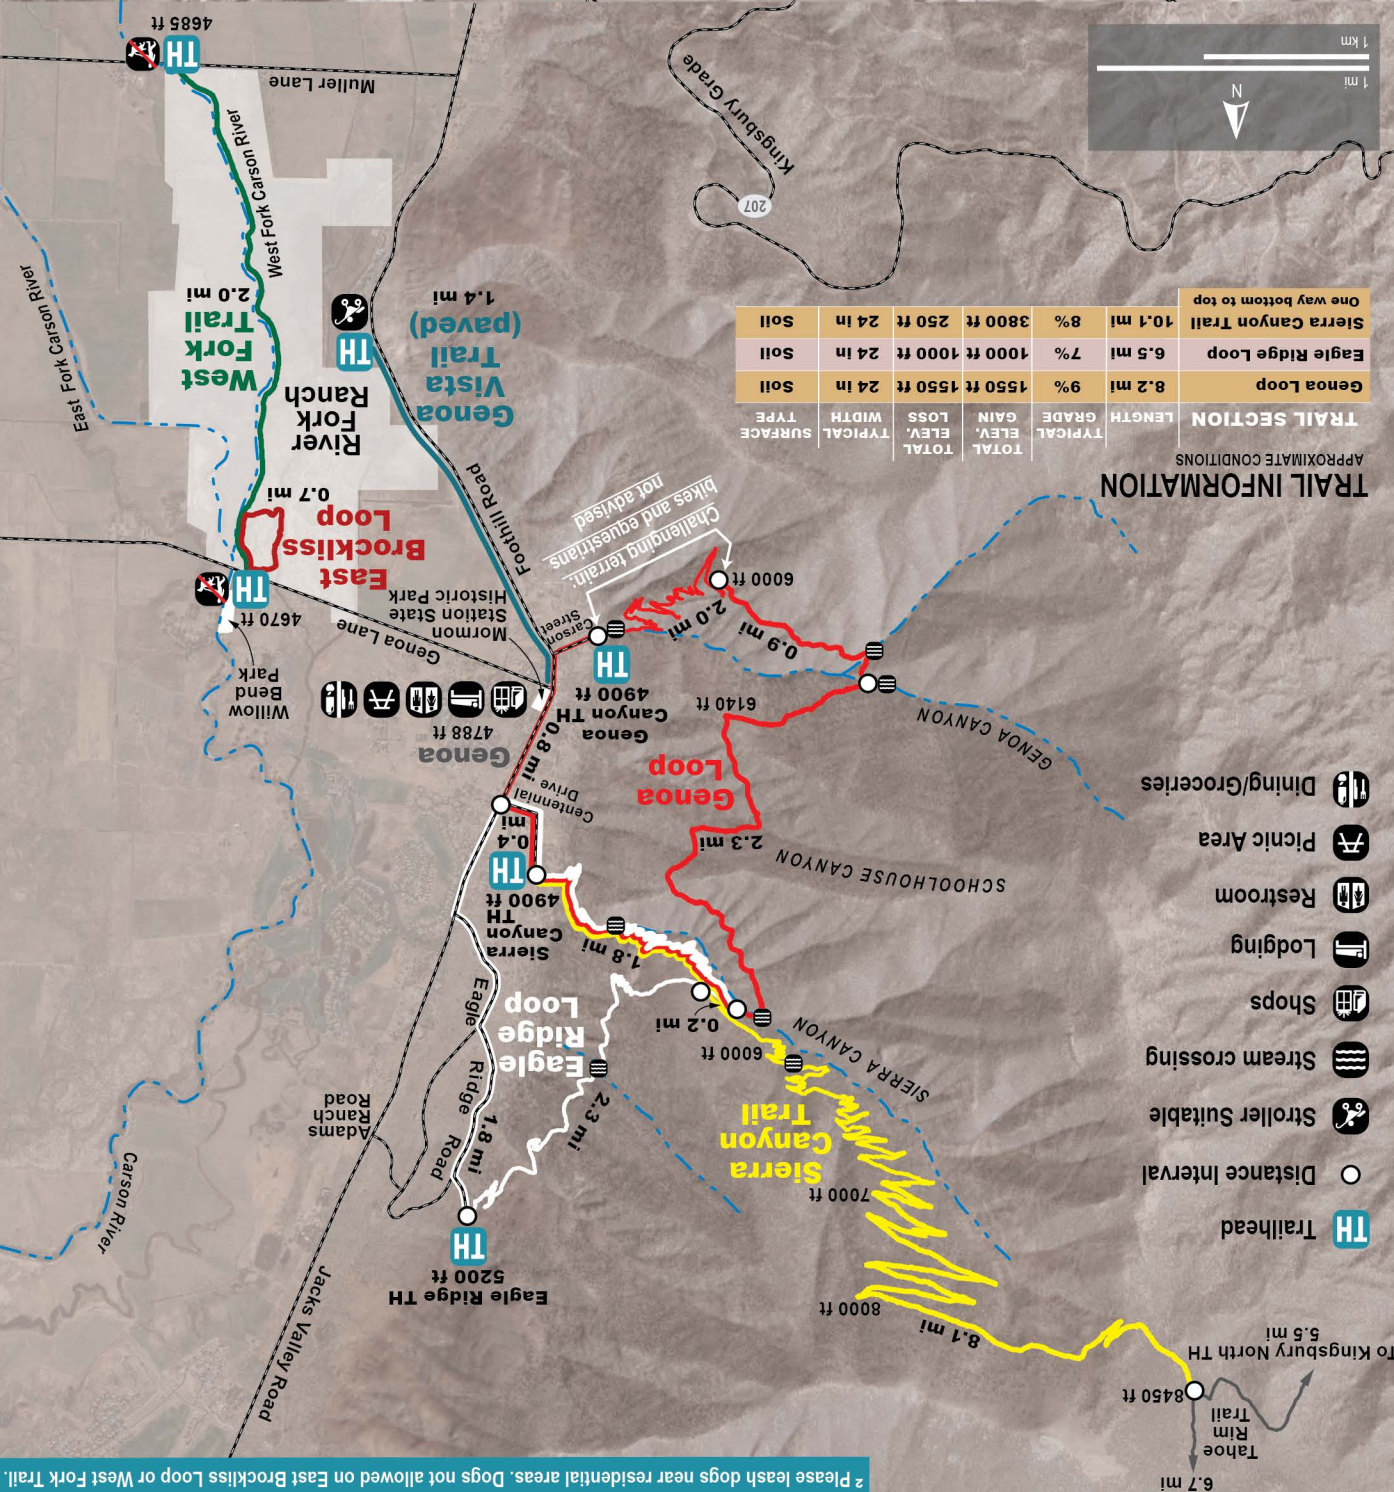 ² Please leash dogs near residential areas. Dogs not allowed on East Brockliss Loop or West Fork Trail.
6.7 mi
Tahoe
Rim
Trail
8450 ft
To Kingsbury North TH
5.5 mi
8.1 mi
8000 ft
7000 ft
Sierra
Canyon
Trail
6000 ft
SIERRA CANYON
0.2 mi
1.8 mi
Eagle Ridge TH
5200 ft
TH
Jacks Valley Road
Carson River
Adams
Ranch
Road
Eagle Ridge Road
1.8 mi
2.3 mi
Eagle
Ridge
Loop
Sierra
Canyon
TH
4900 ft
TH
0.4
mi
Centennial
Drive
0.8 mi
Genoa
4788 ft
Genoa
Canyon TH
4900 ft
TH
Carson
Street
SCHOOLHOUSE CANYON
2.3 mi
Genoa
Loop
6140 ft
GENOA CANYON
0.9 mi
2.0 mi
6000 ft
Challenging terrain:
bikes and equestrians
not advised
Mormon
Station State
Historic Park
Genoa Lane
Willow
Bend
Park
4670 ft
TH
East
Brockliss
Loop
0.7 mi
River
Fork
Ranch
Foothill Road
Genoa
Vista
Trail
(paved)
1.4 mi
TH
West
Fork
Trail
2.0 mi
East Fork Carson River
West Fork Carson River
West Fork Carson River
Muller Lane
TH
4685 ft
Kingsbury Grade
207
TH Trailhead
Distance Interval
Stroller Suitable
Stream crossing
Shops
Lodging
Restroom
Picnic Area
Dining/Groceries
TRAIL INFORMATION
APPROXIMATE CONDITIONS
TRAIL SECTION LENGTH TYPICAL GRADE TOTAL ELEV. GAIN TOTAL ELEV. LOSS TYPICAL WIDTH SURFACE TYPE
Genoa Loop 8.2 mi 9% 1550 ft 1550 ft 24 in Soil
Eagle Ridge Loop 6.5 mi 7% 1000 ft 1000 ft 24 in Soil
Sierra Canyon Trail 10.1 mi 8% 3800 ft 250 ft 24 in Soil
One way bottom to top
N
1 mi
1 km